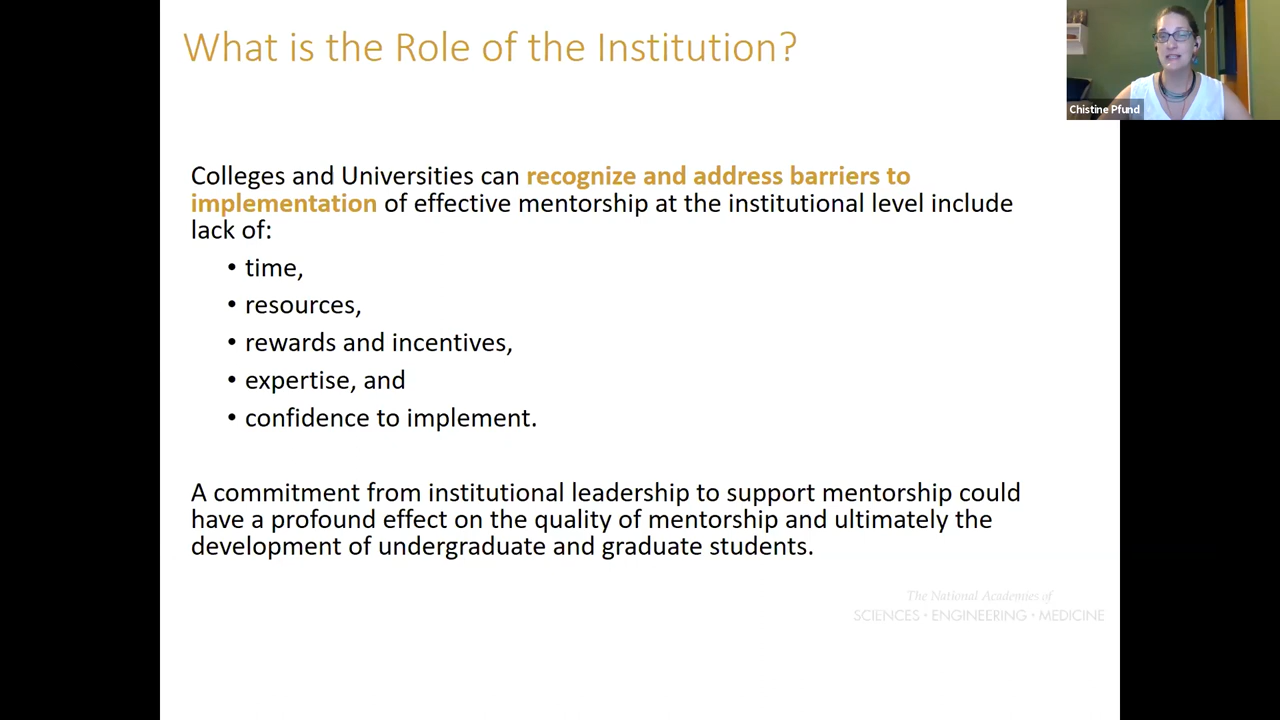 What is the Role of the Institution?
Chistine Pfund
Colleges and Universities can recognize and address barriers to
implementation of effective mentorship at the institutional level include
lack of:
• time,
• resources,
• rewards and incentives,
• expertise, and
• confidence to implement.
A commitment from institutional leadership to support mentorship could
have a profound effect on the quality of mentorship and ultimately the
development of undergraduate and graduate students.
The National Academies of
SCIENCES • ENGINEERING • MEDICINE